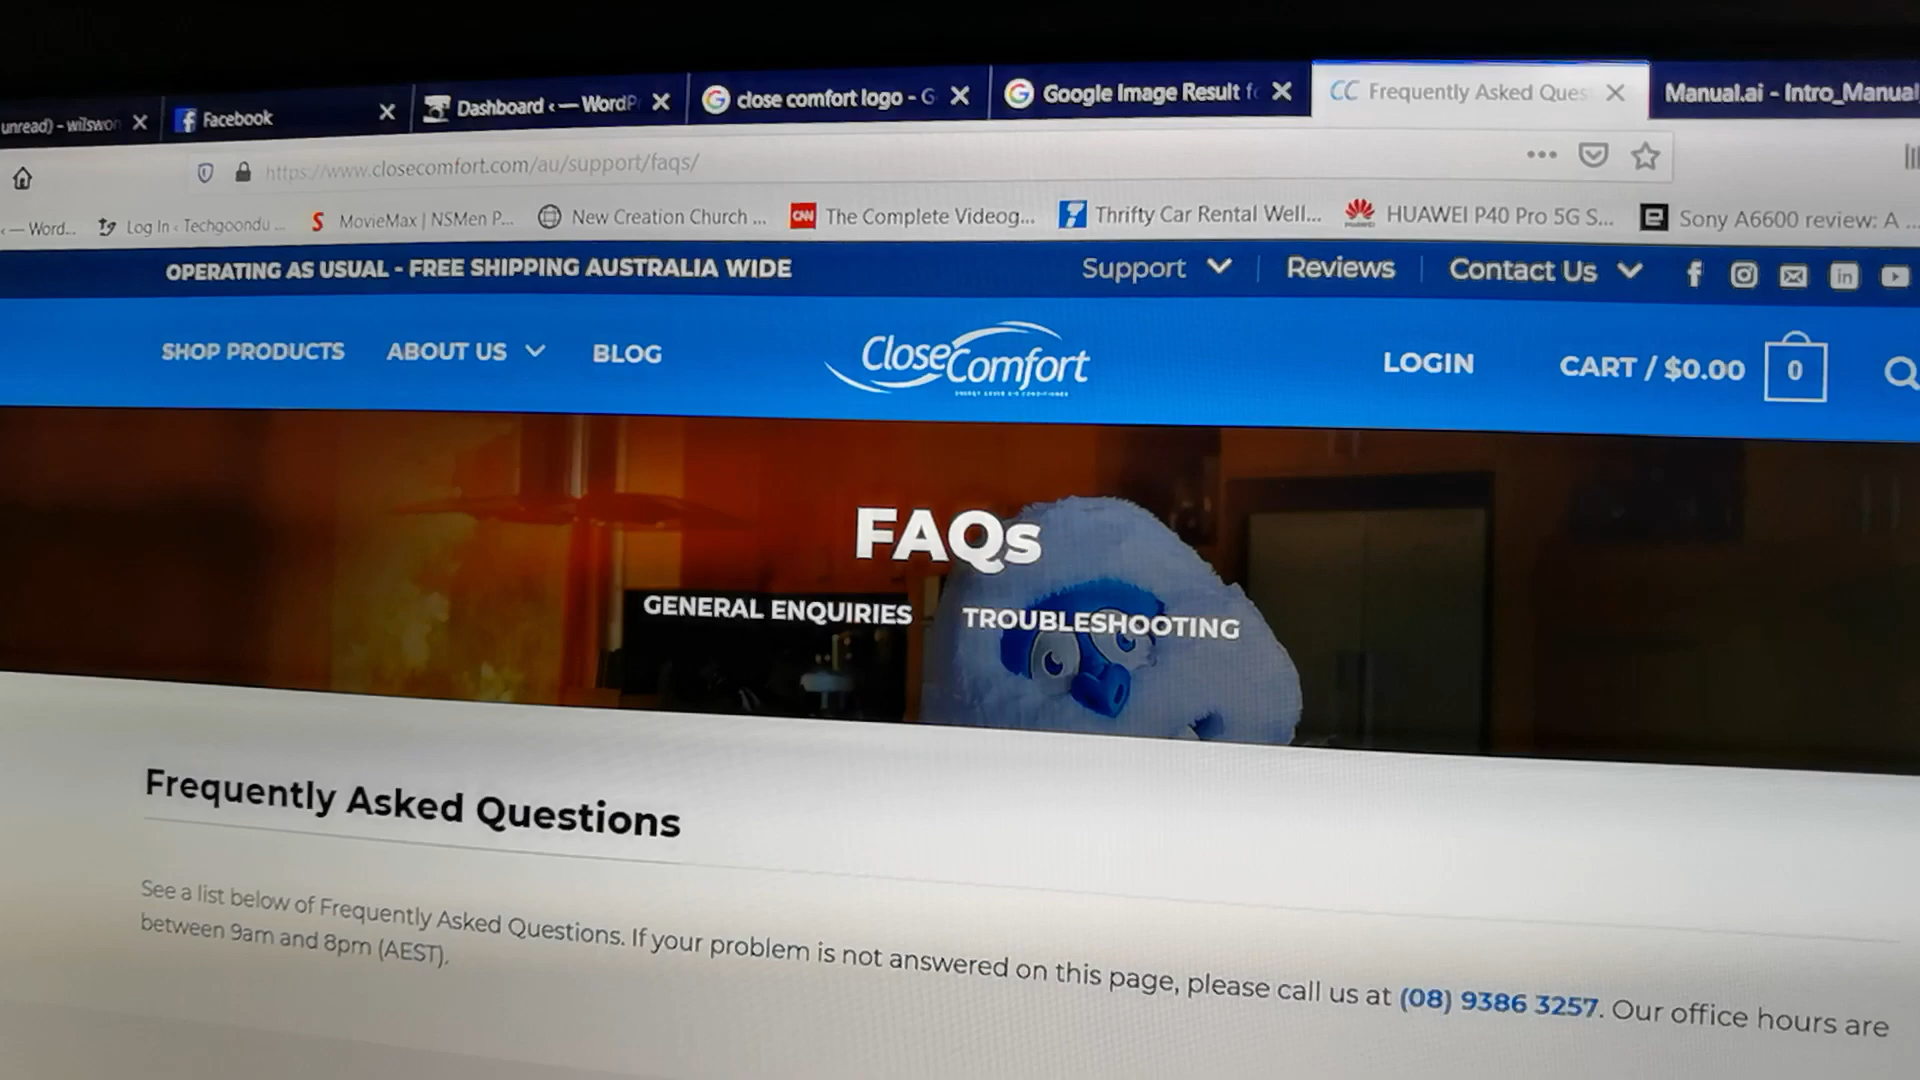 unread) - wilswon
Facebook
Dashboard ‹ — WordP
close comfort logo - G
Google Image Result f
CC Frequently Asked Ques
Manual.ai - Intro_Manual
https://www.closecomfort.com/au/support/faqs/
‹ — Word...
Log In ‹ Techgoondu ...
MovieMax | NSMen P...
New Creation Church ...
CNN The Complete Videog...
Thrifty Car Rental Well...
HUAWEI P40 Pro 5G S...
Sony A6600 review: A ...
OPERATING AS USUAL - FREE SHIPPING AUSTRALIA WIDE
Support
Reviews
Contact Us
SHOP PRODUCTS
ABOUT US
BLOG
CloseComfort
LOGIN
CART / $0.00
0
FAQs
GENERAL ENQUIRIES
TROUBLESHOOTING
Frequently Asked Questions
See a list below of Frequently Asked Questions. If your problem is not answered on this page, please call us at (08) 9386 3257. Our office hours are
between 9am and 8pm (AEST).